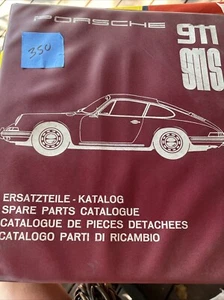 PORSCHE 911
350
911S
ERSATZTEILE - KATALOG
SPARE PARTS CATALOGUE
CATALOGUE DE PIECES DETACHEES
CATALOGO PARTI DI RICAMBIO